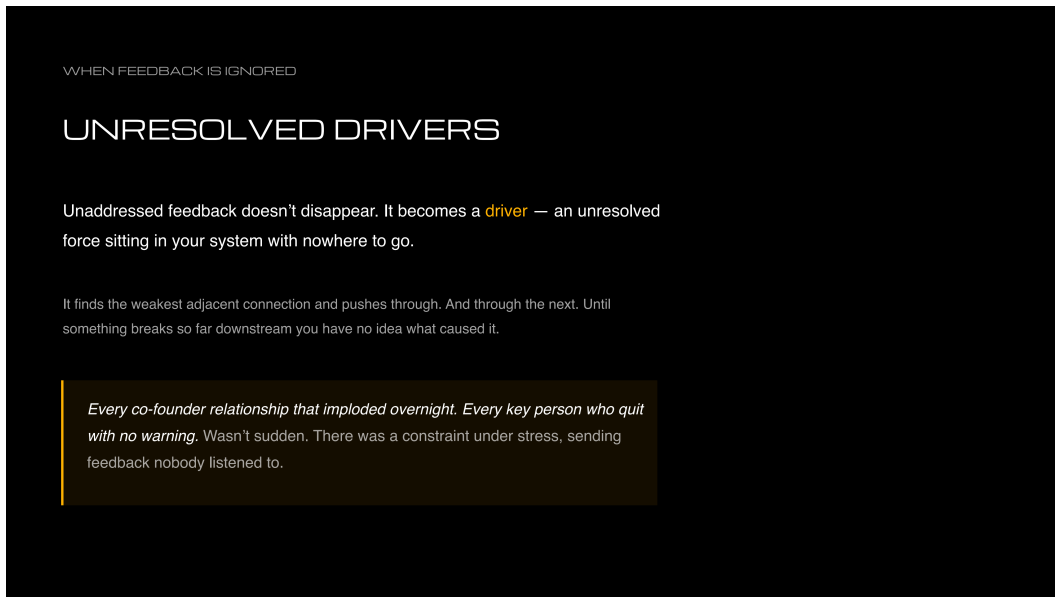 WHEN FEEDBACK IS IGNORED
UNRESOLVED DRIVERS
Unaddressed feedback doesn’t disappear. It becomes a driver — an unresolved
force sitting in your system with nowhere to go.
It finds the weakest adjacent connection and pushes through. And through the next. Until
something breaks so far downstream you have no idea what caused it.
Every co-founder relationship that imploded overnight. Every key person who quit
with no warning. Wasn’t sudden. There was a constraint under stress, sending
feedback nobody listened to.